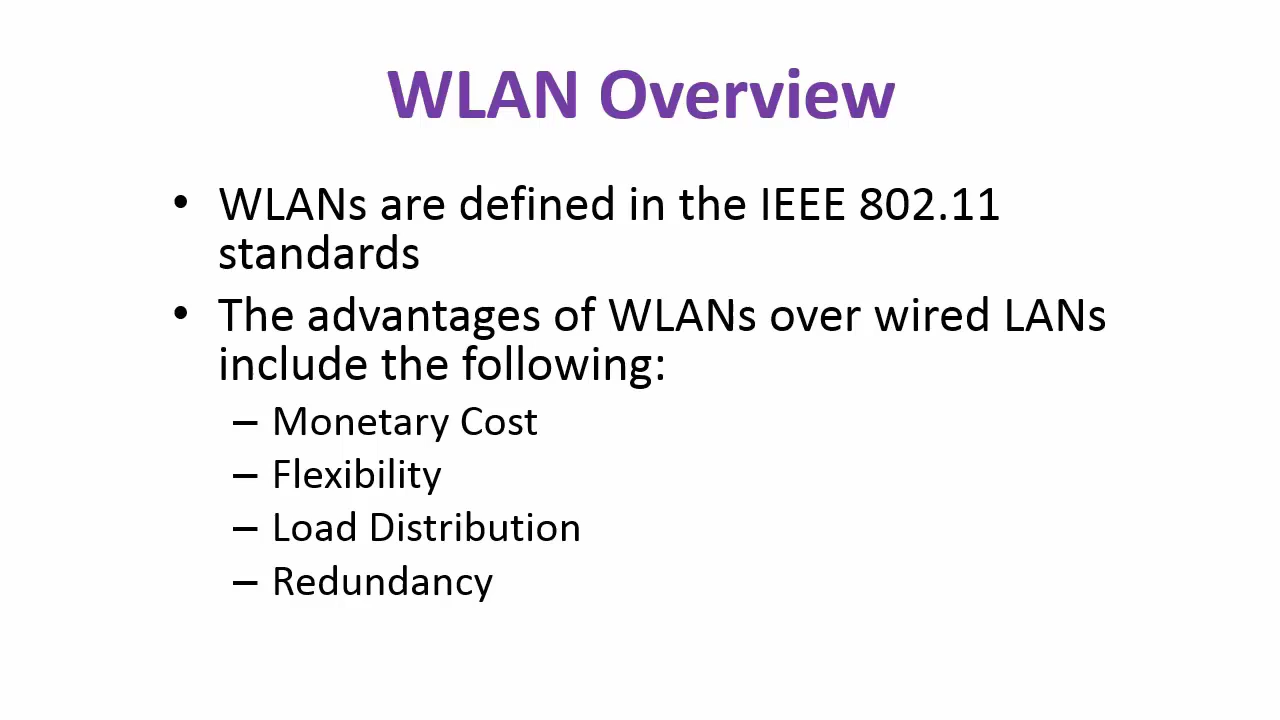 WLAN Overview
• WLANs are defined in the IEEE 802.11
standards
• The advantages of WLANs over wired LANs
include the following:
– Monetary Cost
– Flexibility
– Load Distribution
– Redundancy